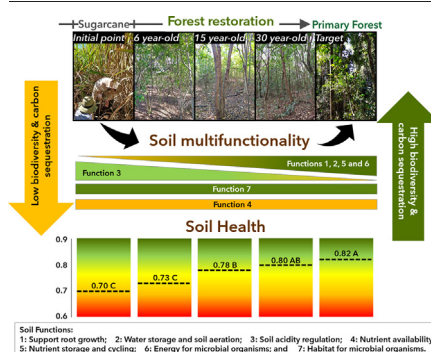 Sugarcane Forest restoration Primary Forest
Initial point 6 year-old 15 year-old 30 year-old Target
Low biodiversity & carbon sequestration
High biodiversity & carbon sequestration
Soil multifunctionality
Functions 1, 2, 5 and 6
Function 3
Function 7
Function 4
Soil Health
0.9
0.8
0.7
0.6
0.70 C
0.73 C
0.78 B
0.80 AB
0.82 A
Soil Functions:
1: Support root growth; 2: Water storage and soil aeration; 3: Soil acidity regulation; 4: Nutrient availability
5: Nutrient storage and cycling; 6: Energy for microbial organisms; and 7: Habitat for microbial organisms.